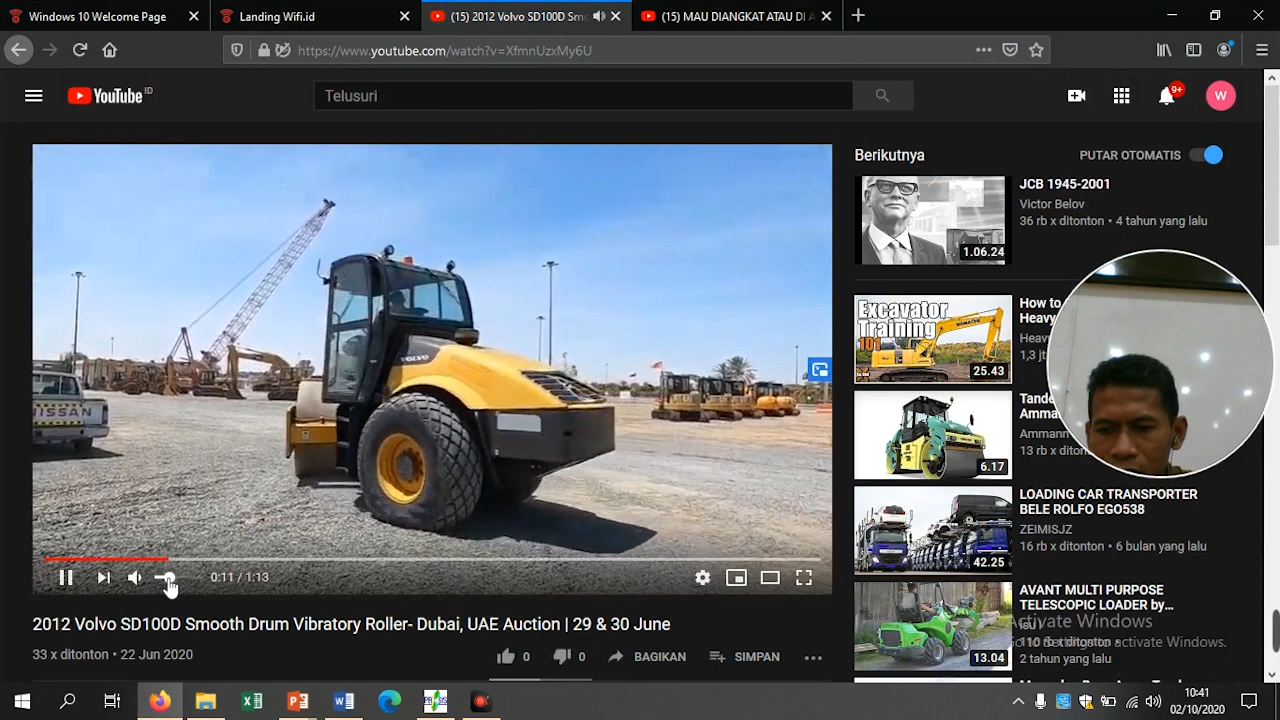 Windows 10 Welcome Page
Landing Wifi.id
(15) 2012 Volvo SD100D Smo
(15) MAU DIANGKAT ATAU DI A
https://www.youtube.com/watch?v=XfmnUzxMy6U
YouTube ID
Telusuri
9+
W
VOLVO
NISSAN
0:11 / 1:13
2012 Volvo SD100D Smooth Drum Vibratory Roller- Dubai, UAE Auction | 29 & 30 June
33 x ditonton • 22 Jun 2020
0
0
BAGIKAN
SIMPAN
Berikutnya
PUTAR OTOMATIS
JCB 1945-2001
Victor Belov
36 rb x ditonton • 4 tahun yang lalu
1.06.24
Excavator
Training
101
25.43
How to
Heavy
Heav
1,3 jt
Tande
Amma
Ammann
13 rb x
6.17
LOADING CAR TRANSPORTER
BELE ROLFO EGO538
ZEIMISJZ
16 rb x ditonton • 6 bulan yang lalu
42.25
AVANT MULTI PURPOSE
TELESCOPIC LOADER by…
110 rb x ditonton
2 tahun yang lalu
13.04
Activate Windows
Go to Settings to activate Windows.
10:41
02/10/2020